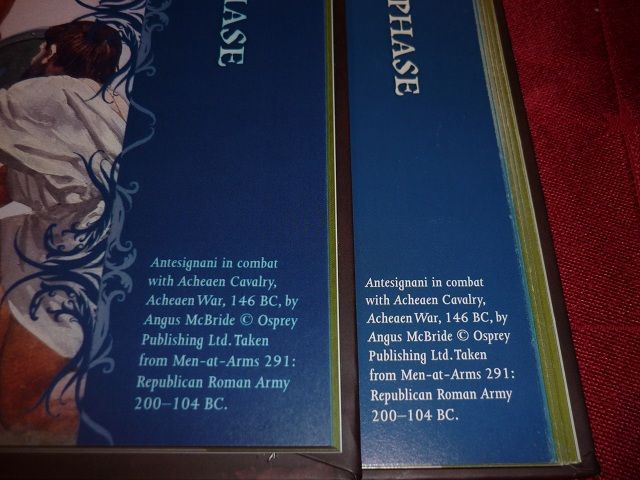 HASE
Antesignani in combat
with Acheaen Cavalry,
Acheaen War, 146 BC, by
Angus McBride © Osprey
Publishing Ltd. Taken
from Men-at-Arms 291:
Republican Roman Army
200–104 BC.
PHASE
Antesignani in combat
with Acheaen Cavalry,
Acheaen War, 146 BC, by
Angus McBride © Osprey
Publishing Ltd. Taken
from Men-at-Arms 291:
Republican Roman Army
200–104 BC.